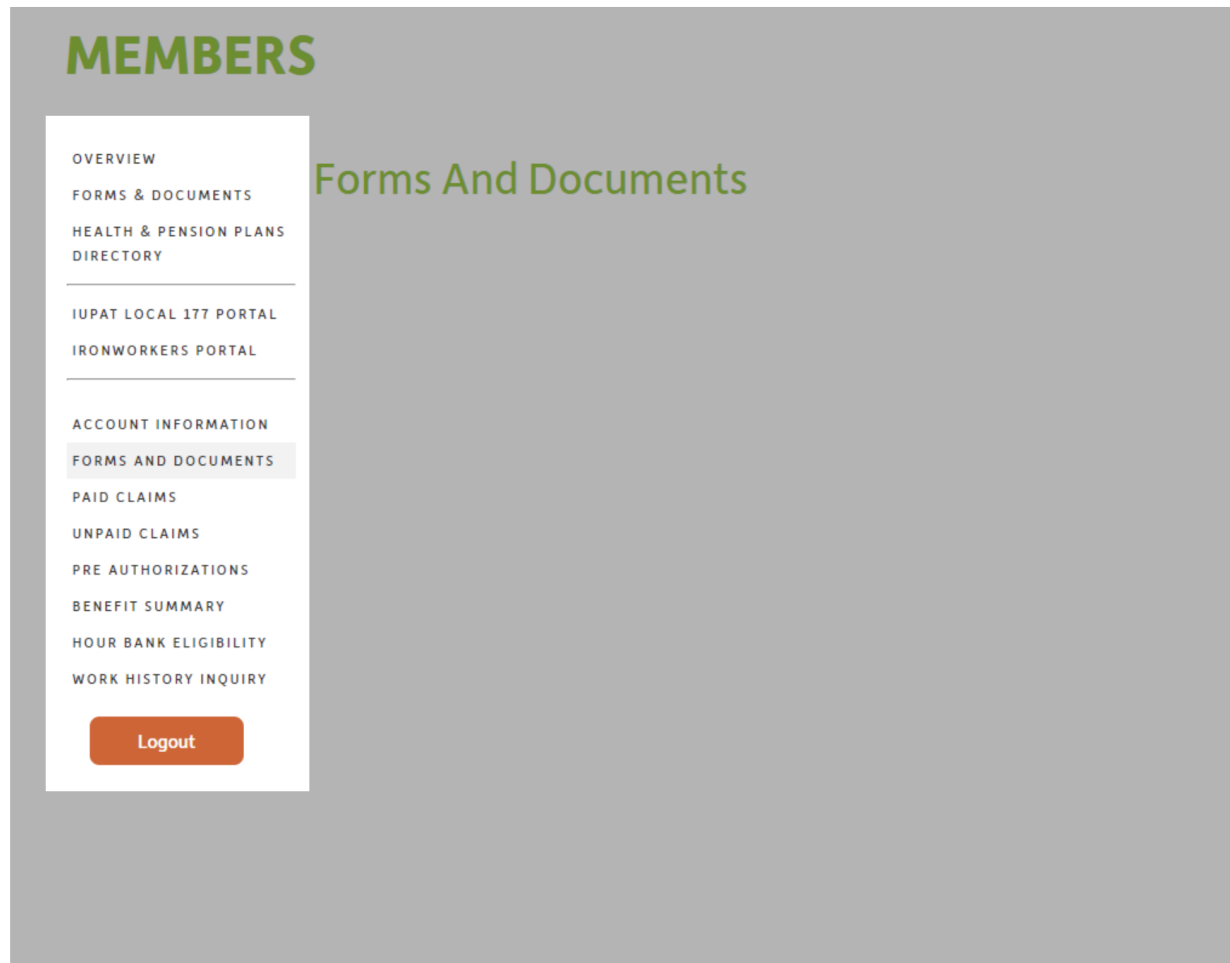 MEMBERS
OVERVIEW
FORMS & DOCUMENTS
HEALTH & PENSION PLANS
DIRECTORY
IUPAT LOCAL 177 PORTAL
IRONWORKERS PORTAL
ACCOUNT INFORMATION
FORMS AND DOCUMENTS
PAID CLAIMS
UNPAID CLAIMS
PRE AUTHORIZATIONS
BENEFIT SUMMARY
HOUR BANK ELIGIBILITY
WORK HISTORY INQUIRY
Logout
Forms And Documents